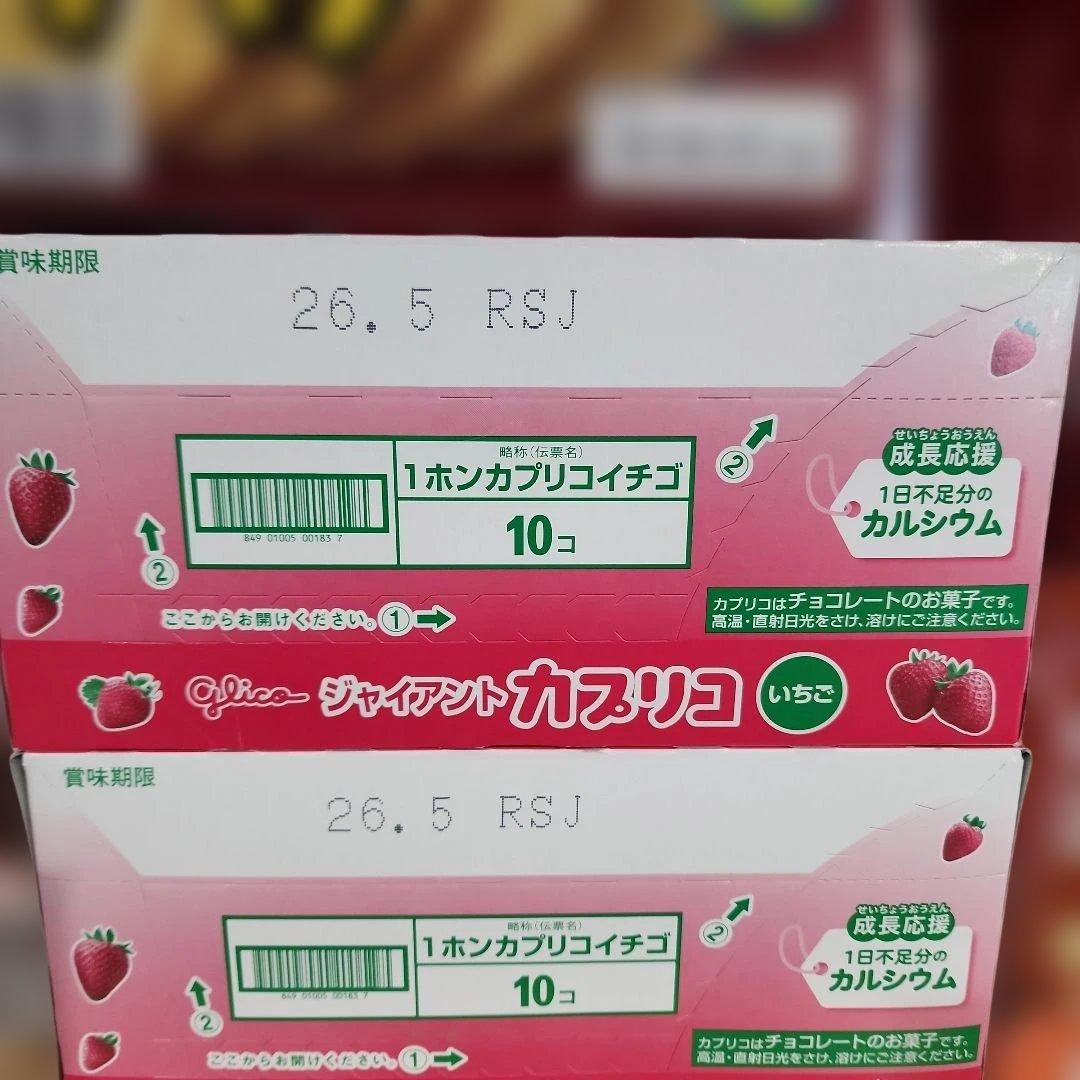 賞味期限
26.5 RSJ
略称(伝票名)
1ホンカプリコイチゴ
10コ
849 01005 00183 7
②
②
せいちょうおうえん
成長応援
1日不足分の
カルシウム
ここからお開けください。①
カプリコはチョコレートのお菓子です。
高温・直射日光をさけ、溶けにご注意ください。
glico ジャイアントカプリコ いちご
賞味期限
26.5 RSJ
略称(伝票名)
1ホンカプリコイチゴ
10コ
849 01005 00183 7
②
②
せいちょうおうえん
成長応援
1日不足分の
カルシウム
ここからお開けください。①
カプリコはチョコレートのお菓子です。
高温・直射日光をさけ、溶けにご注意ください。